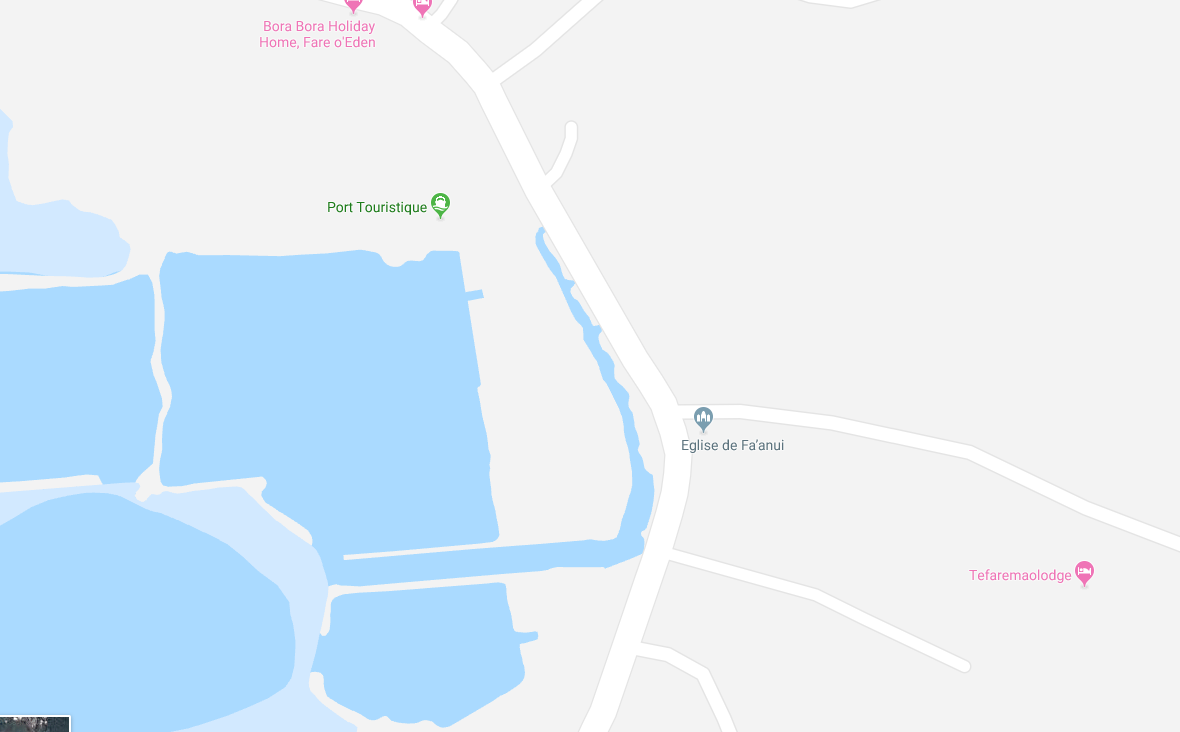 Bora Bora Holiday
Home, Fare o'Eden
Port Touristique
Eglise de Fa'anui
Tefaremaolodge